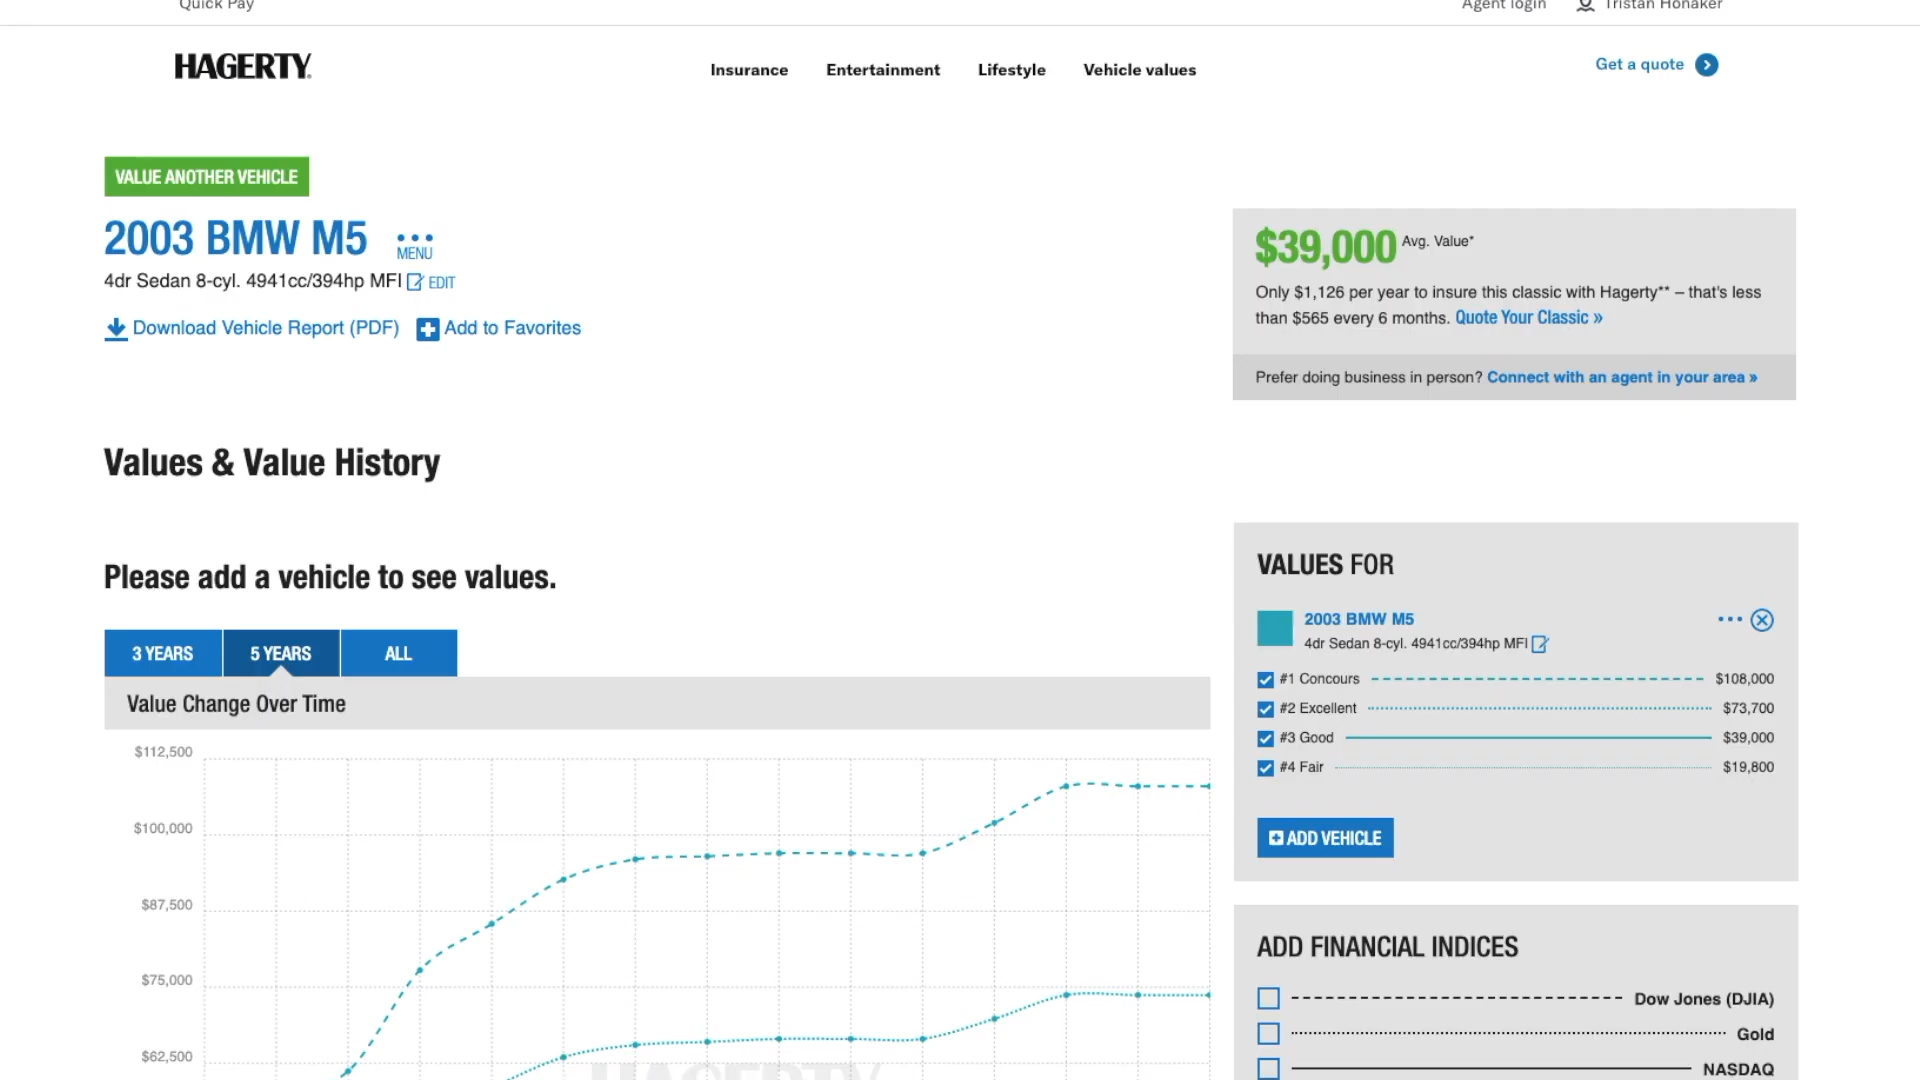 Quick Pay
Agent login
Tristan Honaker
HAGERTY
Insurance
Entertainment
Lifestyle
Vehicle values
Get a quote
VALUE ANOTHER VEHICLE
2003 BMW M5
MENU
4dr Sedan 8-cyl. 4941cc/394hp MFI EDIT
Download Vehicle Report (PDF)
Add to Favorites
$39,000 Avg. Value*
Only $1,126 per year to insure this classic with Hagerty** – that's less
than $565 every 6 months. Quote Your Classic »
Prefer doing business in person? Connect with an agent in your area »
Values & Value History
Please add a vehicle to see values.
3 YEARS
5 YEARS
ALL
Value Change Over Time
$112,500
$100,000
$87,500
$75,000
$62,500
HAGERTY
VALUES FOR
2003 BMW M5
4dr Sedan 8-cyl. 4941cc/394hp MFI
#1 Concours $108,000
#2 Excellent $73,700
#3 Good $39,000
#4 Fair $19,800
ADD VEHICLE
ADD FINANCIAL INDICES
Dow Jones (DJIA)
Gold
NASDAQ